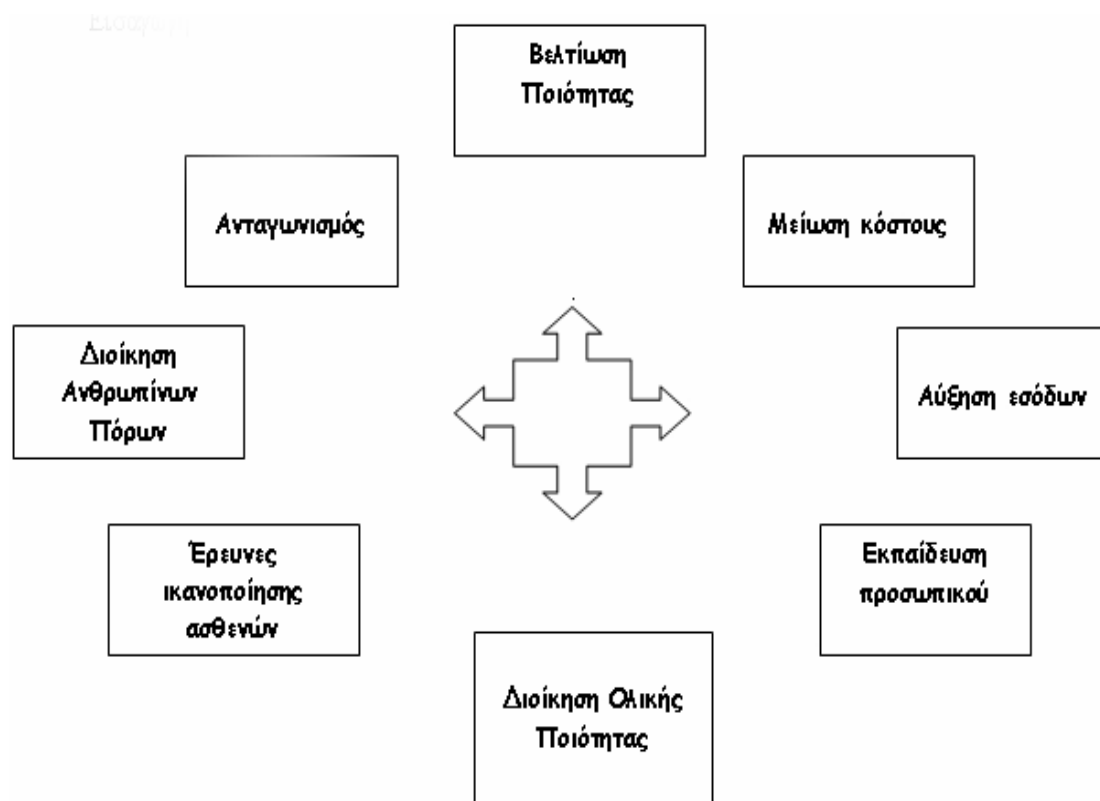 Βελτίωση
Ποιότητας
Ανταγωνισμός
Μείωση κόστους
Διοίκηση
Ανθρωπίνων
Πόρων
Αύξηση εσόδων
Έρευνες
ικανοποίησης
ασθενών
Εκπαίδευση
προσωπικού
Διοίκηση Ολικής
Ποιότητας